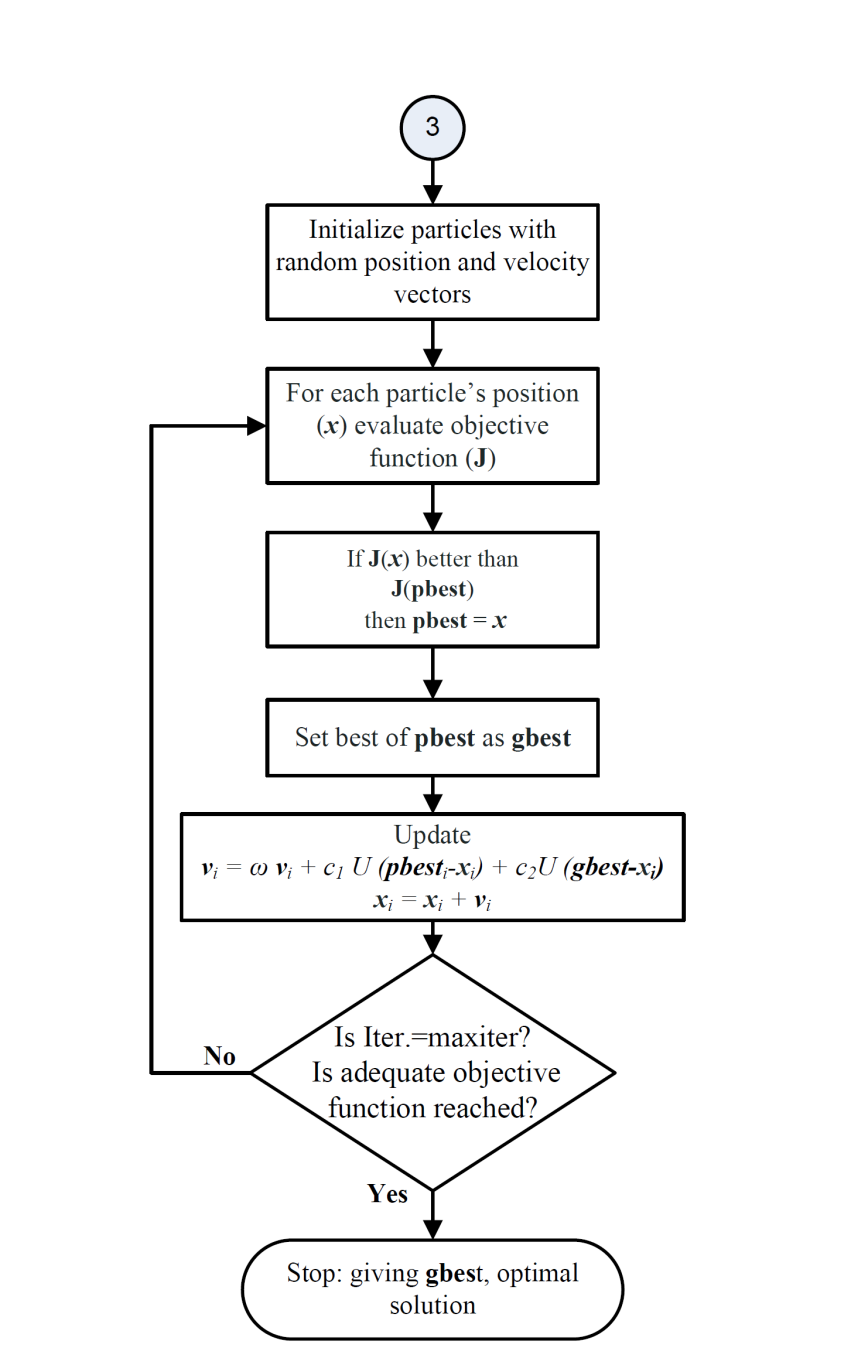 3
Initialize particles with
random position and velocity
vectors
For each particle’s position
(x) evaluate objective
function (J)
If J(x) better than
J(pbest)
then pbest = x
Set best of pbest as gbest
Update
vᵢ = ω vᵢ + c₁ U (pbestᵢ-xᵢ) + c₂U (gbest-xᵢ)
xᵢ = xᵢ + vᵢ
Is Iter.=maxiter?
Is adequate objective
function reached?
No
Yes
Stop: giving gbest, optimal
solution